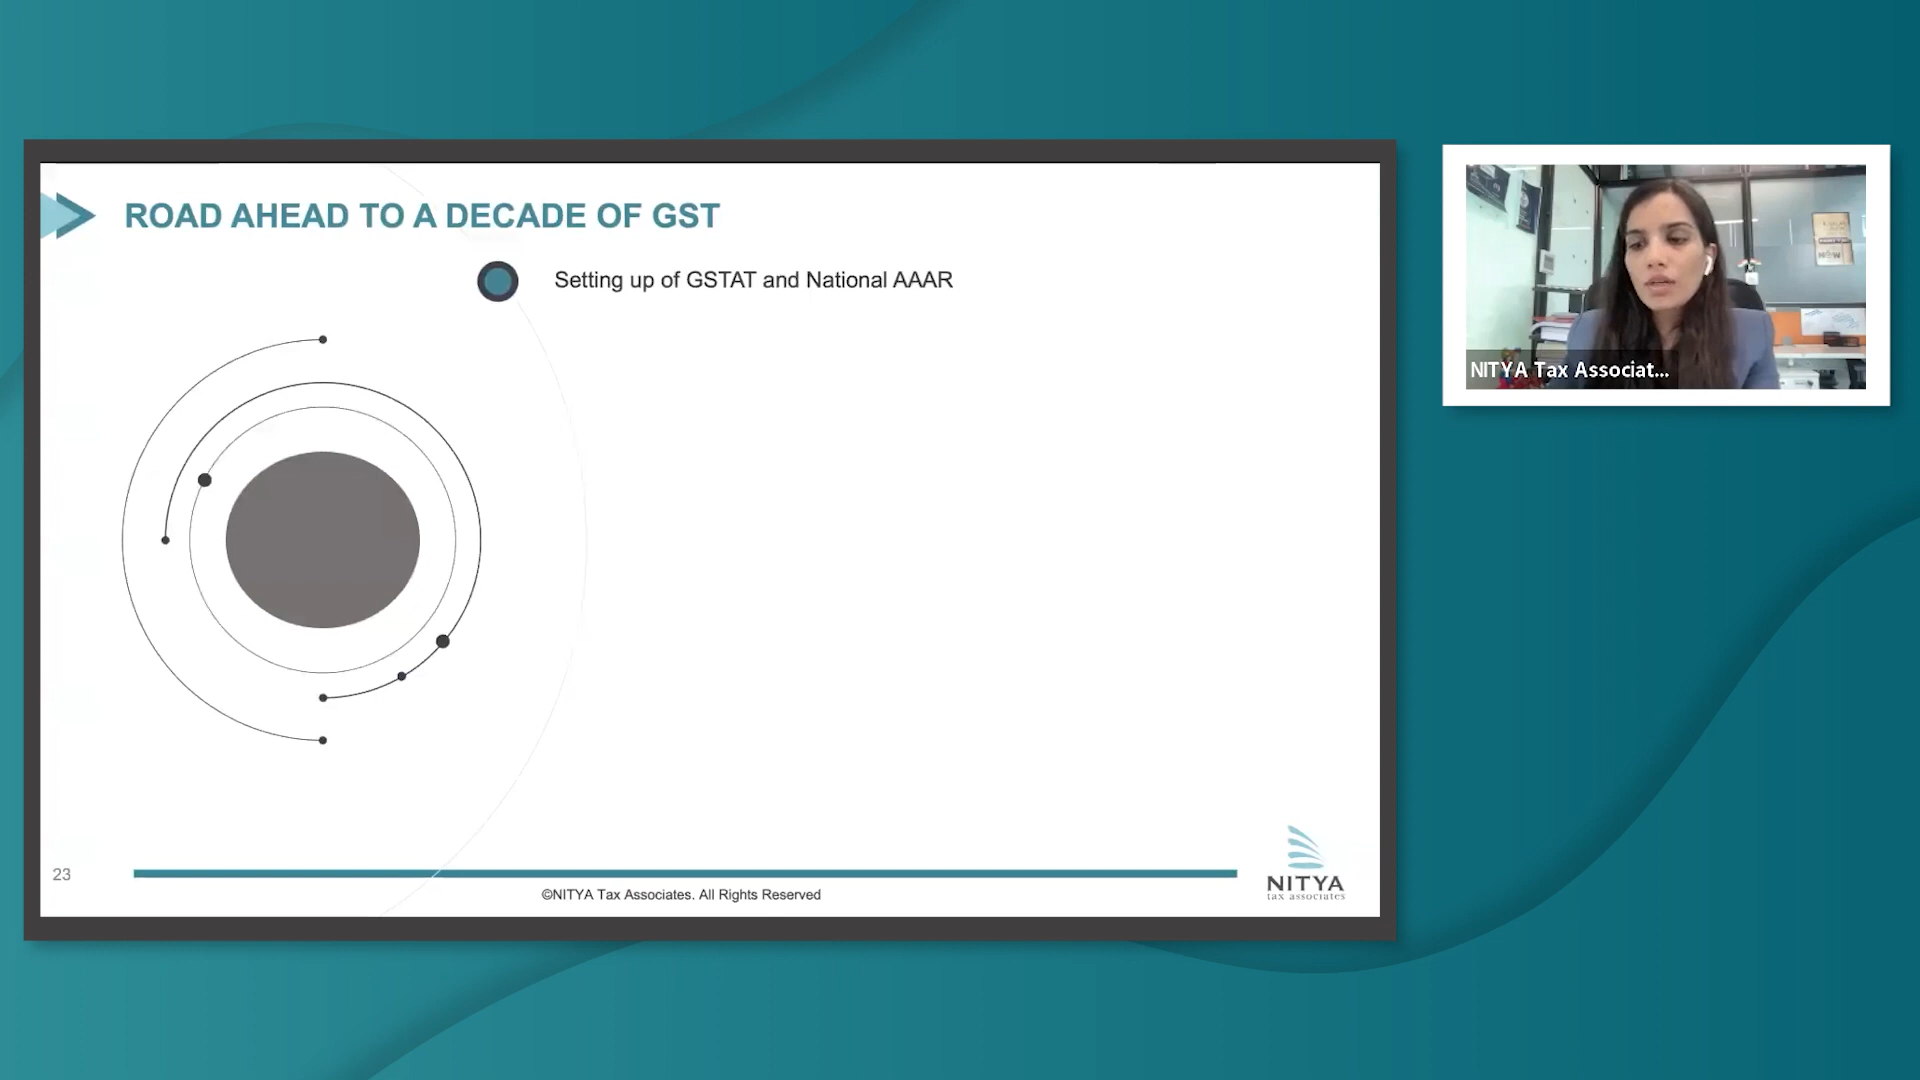 ROAD AHEAD TO A DECADE OF GST
Setting up of GSTAT and National AAAR
NITYA Tax Associat...
23
©NITYA Tax Associates. All Rights Reserved
NITYA
tax associates